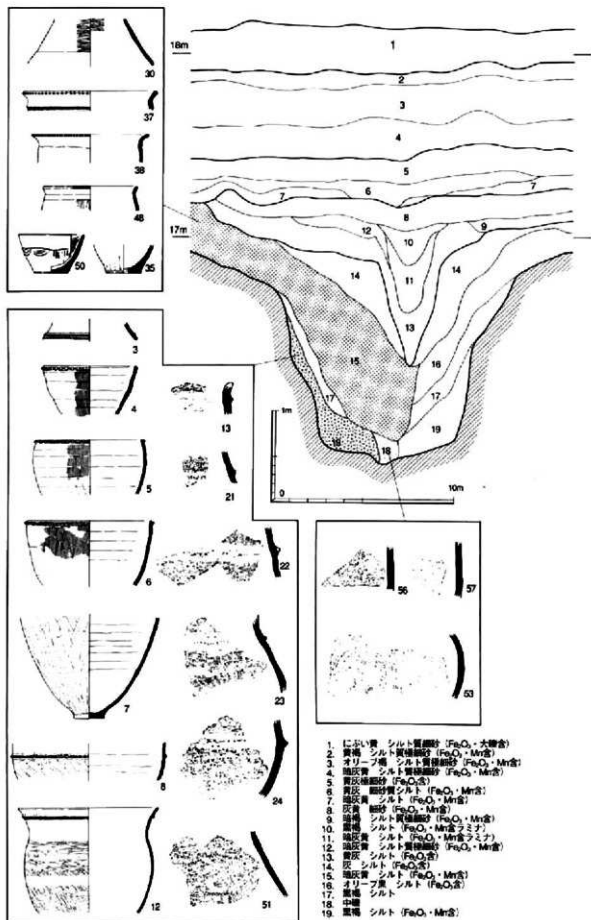 30
37
38
48
50 35
3
4
13
5
21
6
22
7
23
8
24
12
51
18m
17m
1
2
3
4
5
6
7
7
8
9
10
11
12
13
14
14
15
16
17
17
18
19
1m
0
10m
56
57
53
1. にぶい黄 シルト質細砂 (Fe₂O₃・大礫含)
2. 黄褐 シルト質極細砂 (Fe₂O₃・Mn含)
3. オリーブ褐 シルト質極細砂 (Fe₂O₃・Mn含)
4. 暗灰黄 シルト質極細砂 (Fe₂O₃・Mn含)
5. 黄灰極細砂 (Fe₂O₃含)
6. 黄灰 細砂質シルト (Fe₂O₃・Mn含)
7. 暗灰黄 シルト (Fe₂O₃・Mn含)
8. 灰黄 細砂 (Fe₂O₃・Mn含)
9. 暗褐 シルト質極細砂 (Fe₂O₃・Mn含)
10. 黒褐 シルト (Fe₂O₃・Mn含ラミナ)
11. 暗灰黄 シルト (Fe₂O₃・Mn含ラミナ)
12. 暗灰黄 シルト質極細砂 (Fe₂O₃・Mn含)
13. 黄灰 シルト (Fe₂O₃含)
14. 灰 シルト (Fe₂O₃・Mn含)
15. 暗灰黄 シルト (Fe₂O₃・Mn含)
16. オリーブ黒 シルト (Fe₂O₃含)
17. 黒褐 シルト
18. 中礫
19. 黒褐 シルト (Fe₂O₃・Mn含)